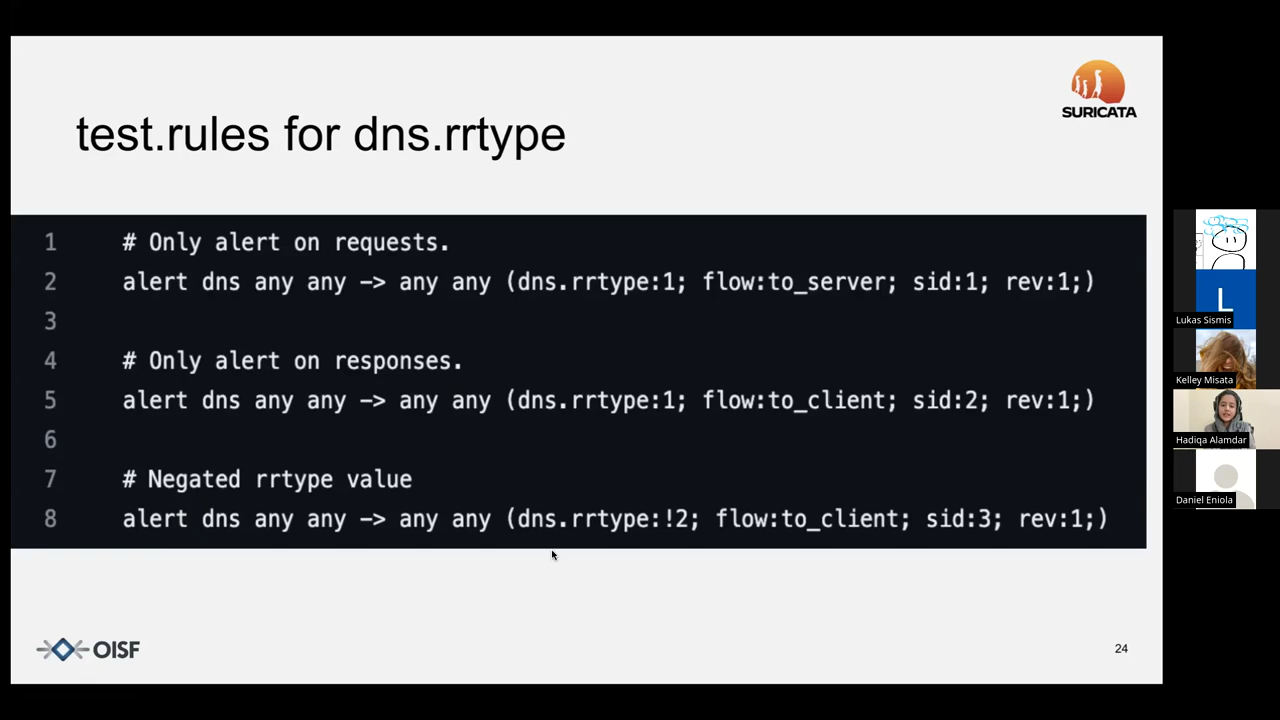 SURICATA
test.rules for dns.rrtype
1 # Only alert on requests.
2 alert dns any any -> any any (dns.rrtype:1; flow:to_server; sid:1; rev:1;)
3
4 # Only alert on responses.
5 alert dns any any -> any any (dns.rrtype:1; flow:to_client; sid:2; rev:1;)
6
7 # Negated rrtype value
8 alert dns any any -> any any (dns.rrtype:!2; flow:to_client; sid:3; rev:1;)
OISF
24
L
Lukas Sismis
Kelley Misata
Hadiqa Alamdar
Daniel Eniola